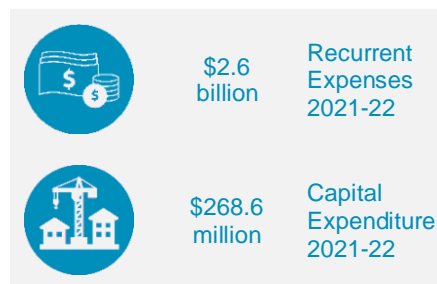 $
$
$2.6
billion
Recurrent
Expenses
2021-22
$268.6
million
Capital
Expenditure
2021-22